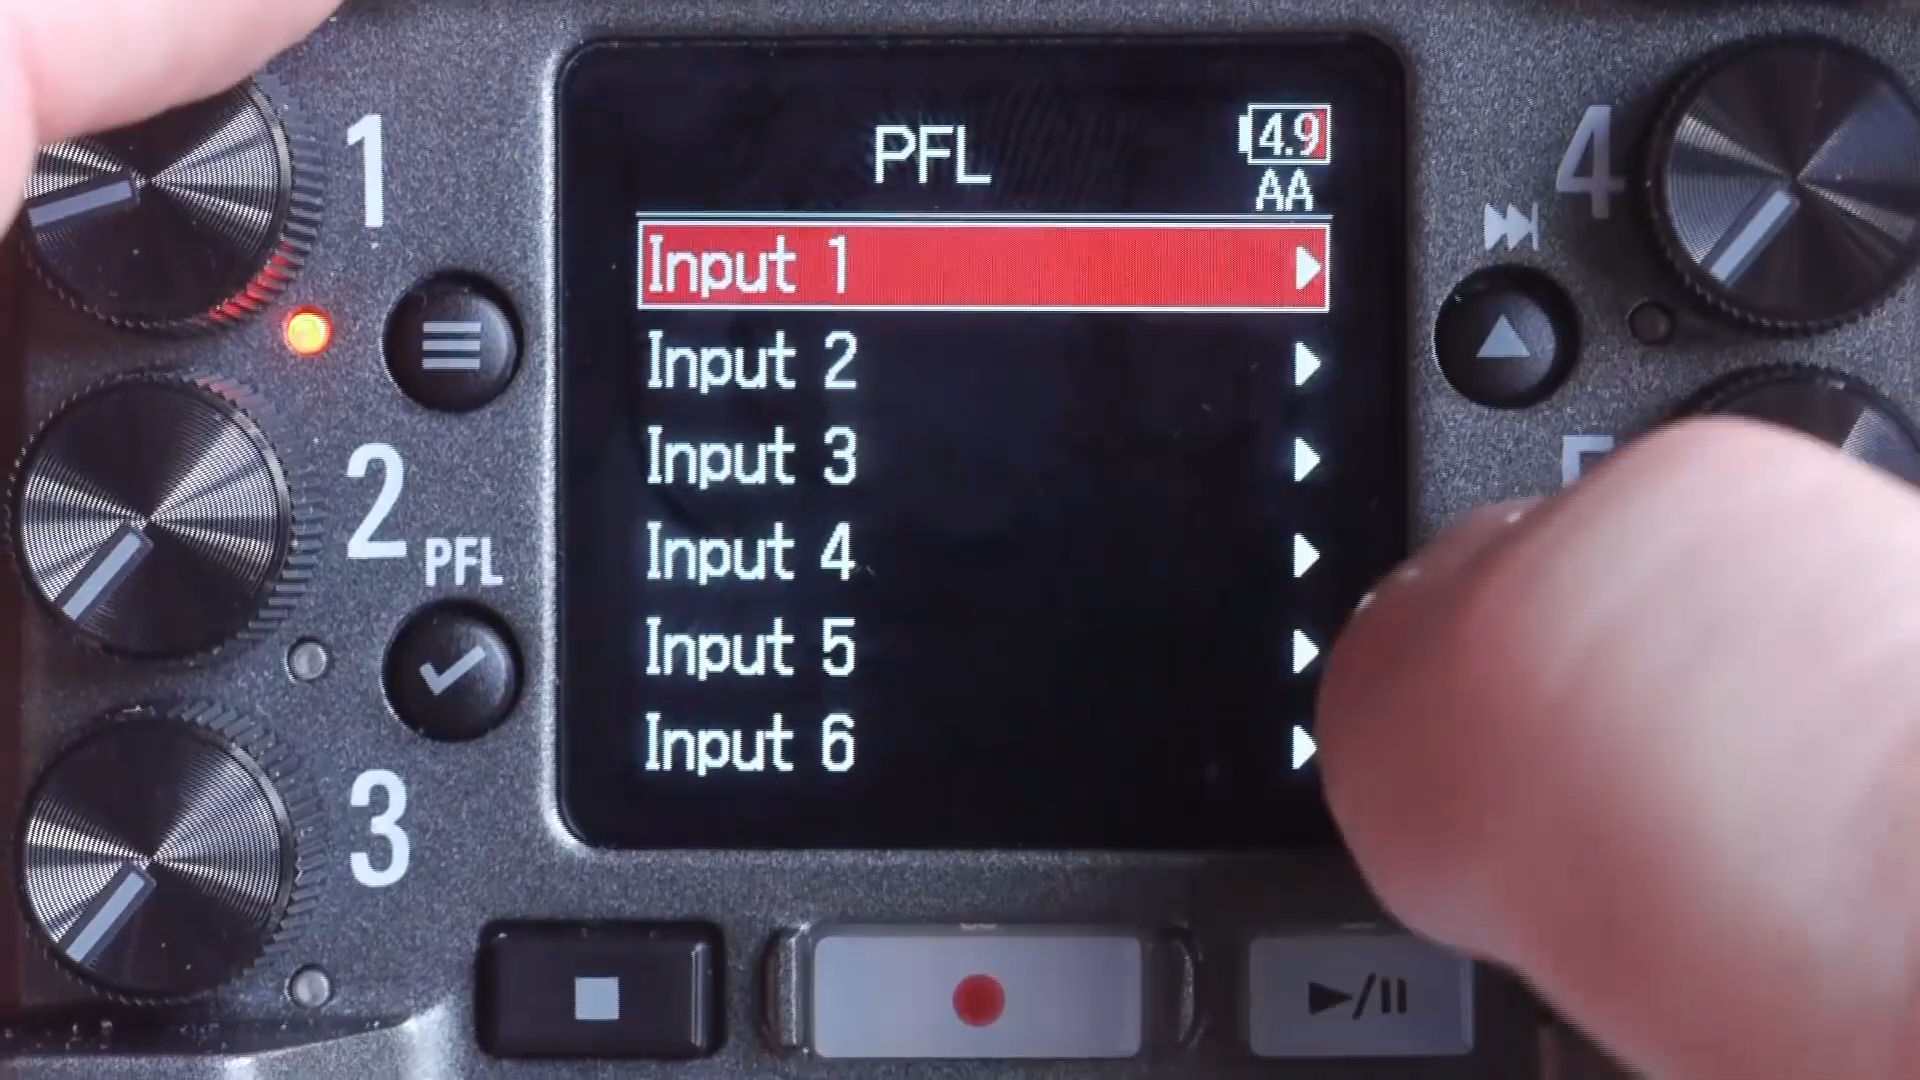 PFL
4.9
AA
Input 1
Input 2
Input 3
Input 4
Input 5
Input 6
1
2
PFL
3
4